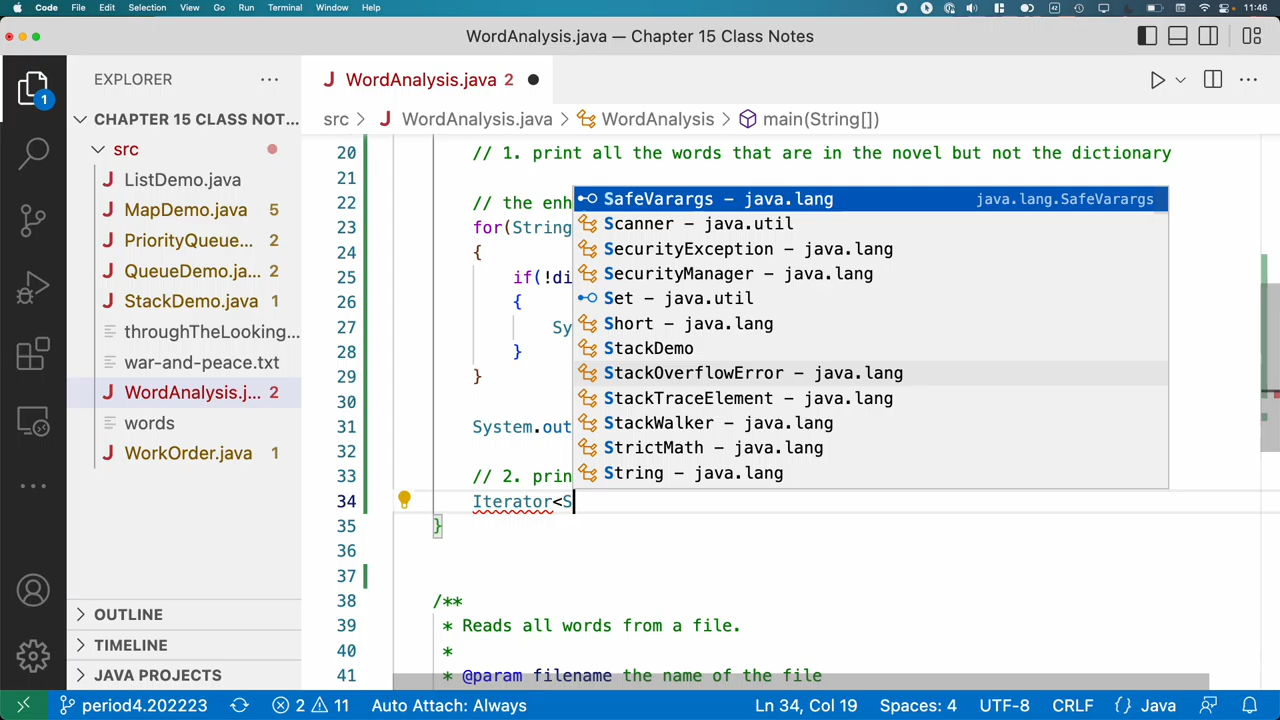 Code File Edit Selection View Go Run Terminal Window Help 11:46
WordAnalysis.java — Chapter 15 Class Notes
EXPLORER
WordAnalysis.java 2
CHAPTER 15 CLASS NOT...
src > J WordAnalysis.java > WordAnalysis > main(String[])
src
ListDemo.java
MapDemo.java 5
PriorityQueue... 2
QueueDemo.ja... 2
StackDemo.java 1
throughTheLooking...
war-and-peace.txt
WordAnalysis.j... 2
words
WorkOrder.java 1
OUTLINE
TIMELINE
JAVA PROJECTS
20 // 1. print all the words that are in the novel but not the dictionary
21
22 // the enh
23 for(String
24 {
25 if(!di
26 {
27 Sy
28 }
29 }
30
31 System.out
32
33 // 2. prin
34 Iterator<S
35 }
36
37
38 /**
39 * Reads all words from a file.
40 *
41 * @param filename the name of the file
SafeVarargs – java.lang java.lang.SafeVarargs
Scanner – java.util
SecurityException – java.lang
SecurityManager – java.lang
Set – java.util
Short – java.lang
StackDemo
StackOverflowError – java.lang
StackTraceElement – java.lang
StackWalker – java.lang
StrictMath – java.lang
String – java.lang
1
period4.202223 2 11 Auto Attach: Always Ln 34, Col 19 Spaces: 4 UTF-8 CRLF {} Java